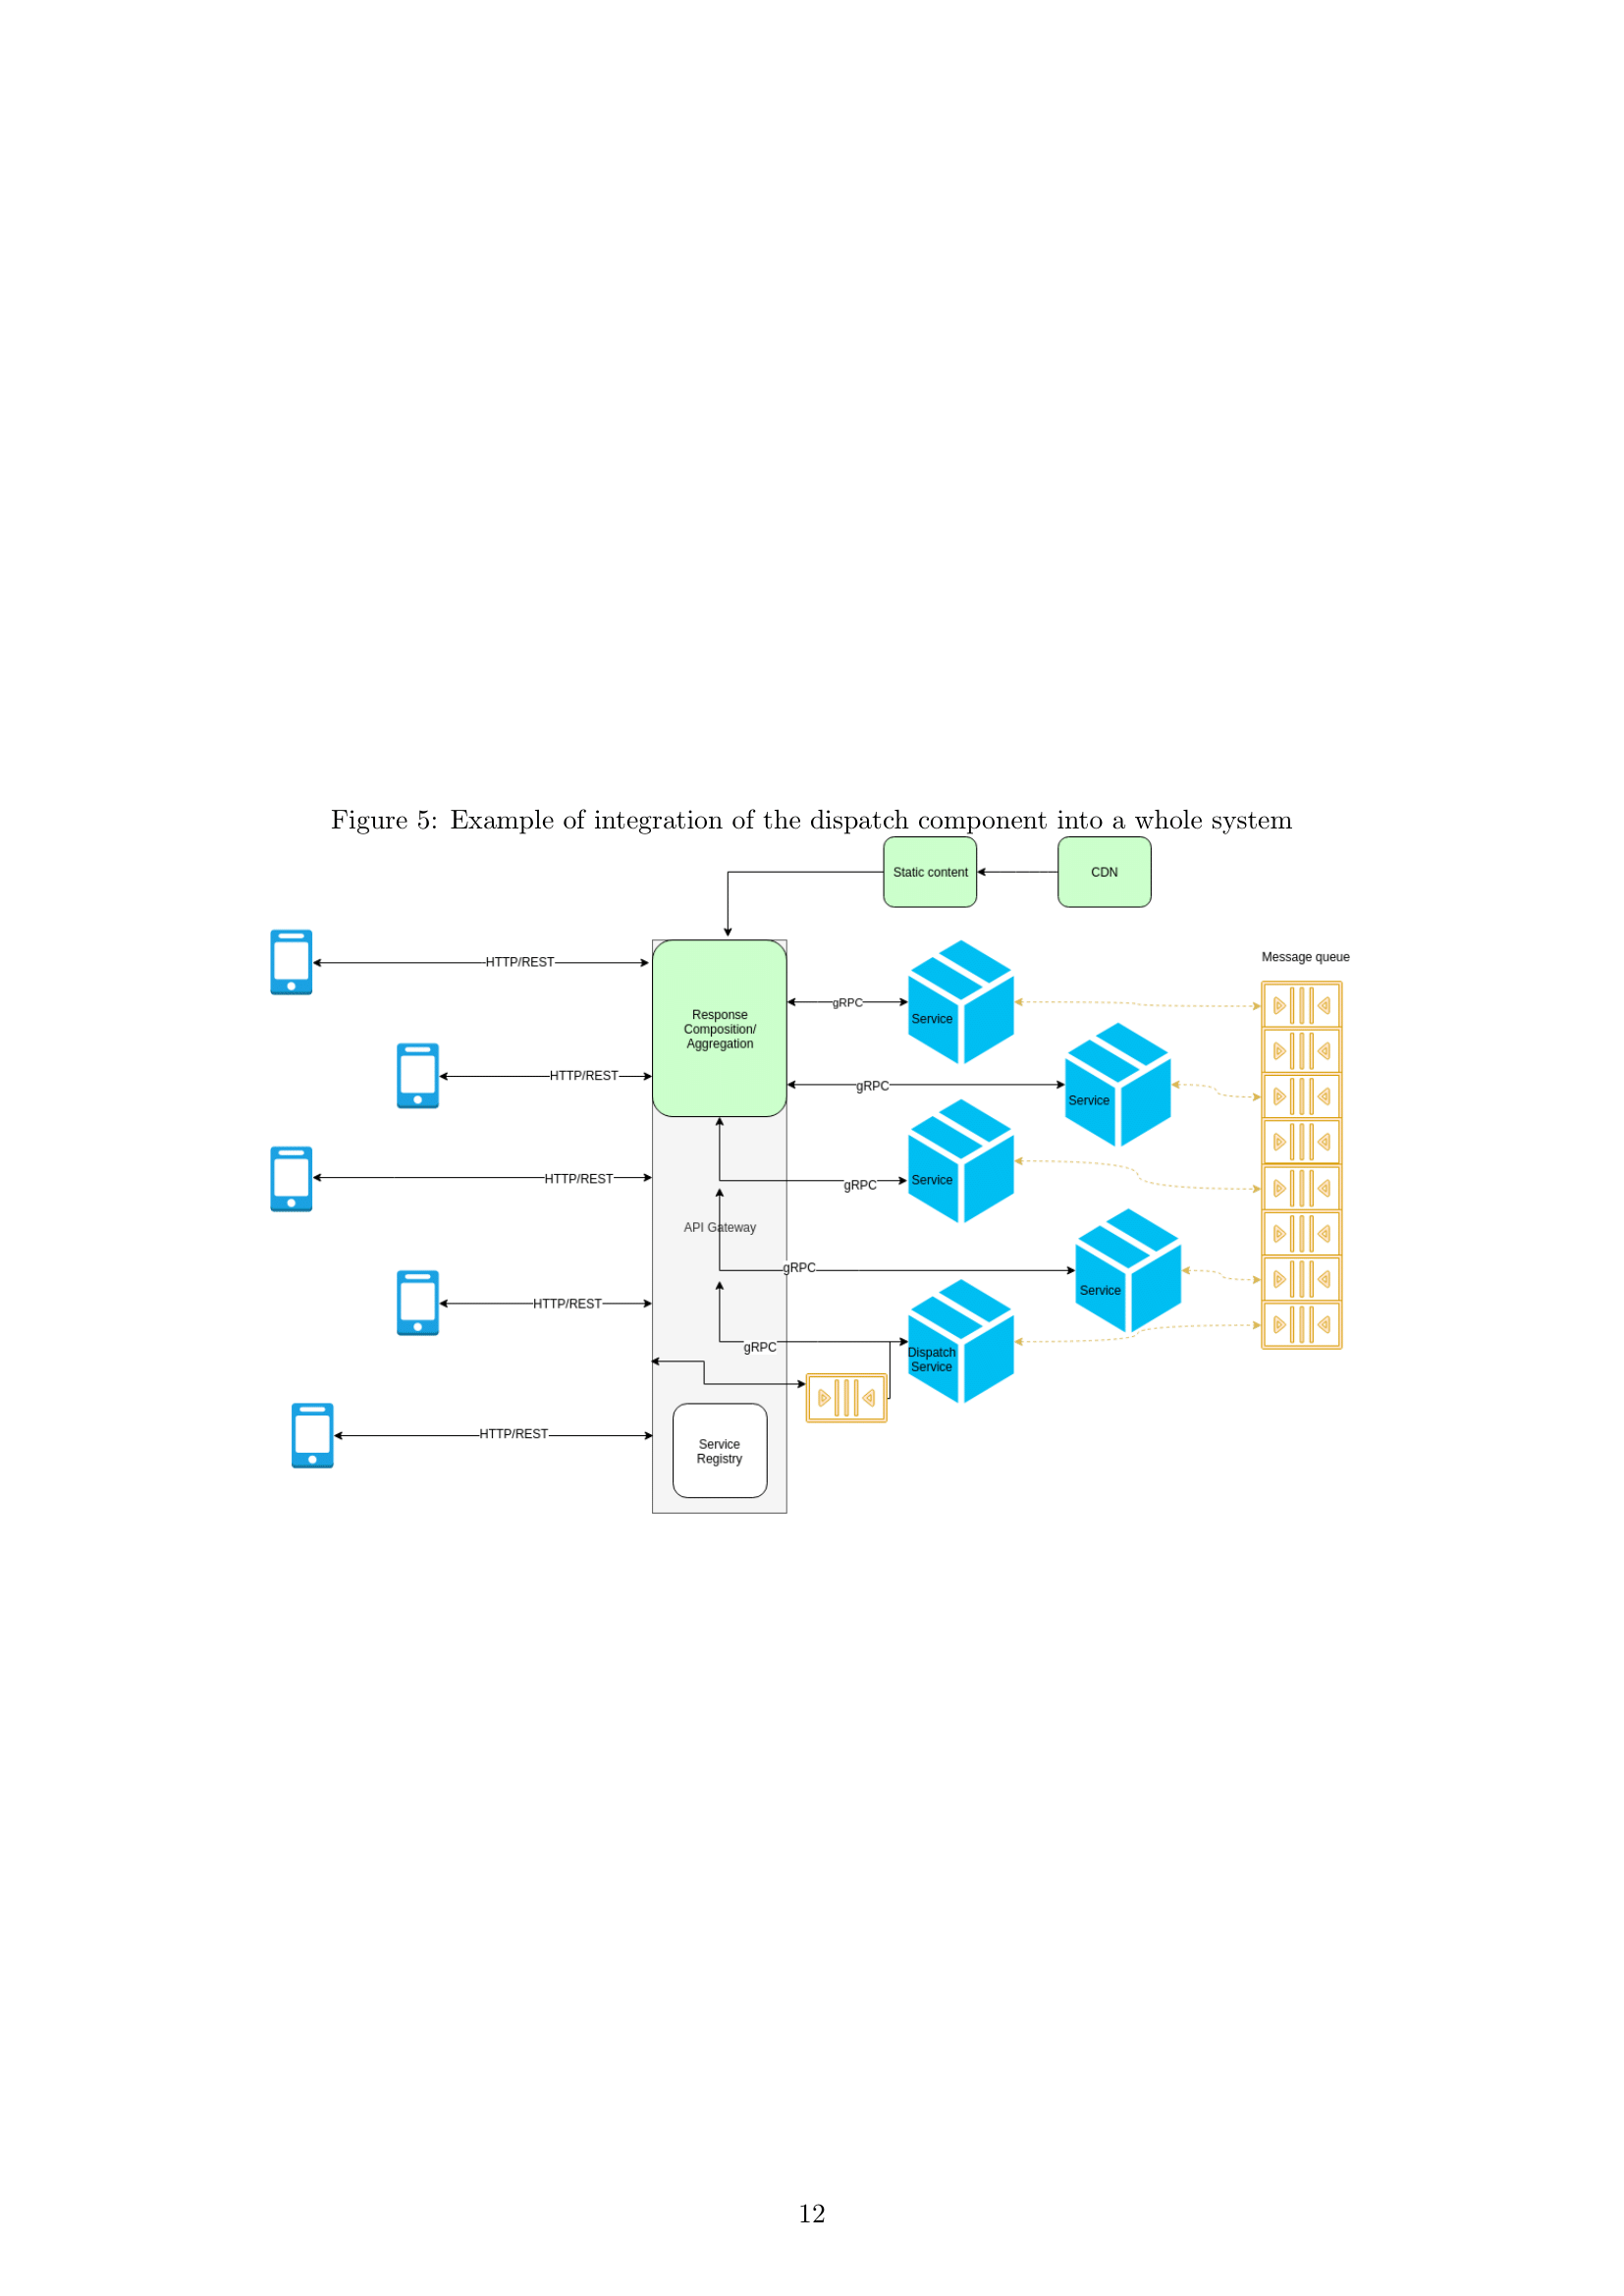 Figure 5: Example of integration of the dispatch component into a whole system
Static content
CDN
HTTP/REST
Message queue
Response
Composition/
Aggregation
gRPC
Service
HTTP/REST
gRPC
Service
HTTP/REST
gRPC
Service
API Gateway
gRPC
Service
HTTP/REST
gRPC
Dispatch
Service
HTTP/REST
Service
Registry
12